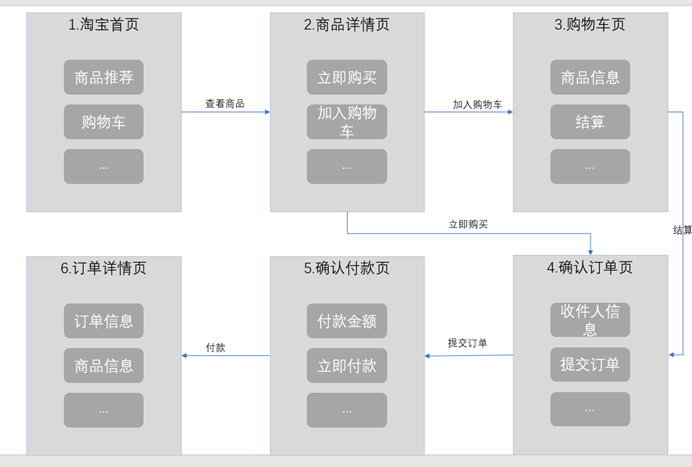 1.淘宝首页
商品推荐
购物车
...
查看商品
2.商品详情页
立即购买
加入购物
车
...
加入购物车
3.购物车页
商品信息
结算
...
立即购买
结算
6.订单详情页
订单信息
商品信息
...
付款
5.确认付款页
付款金额
立即付款
...
提交订单
4.确认订单页
收件人信
息
提交订单
...